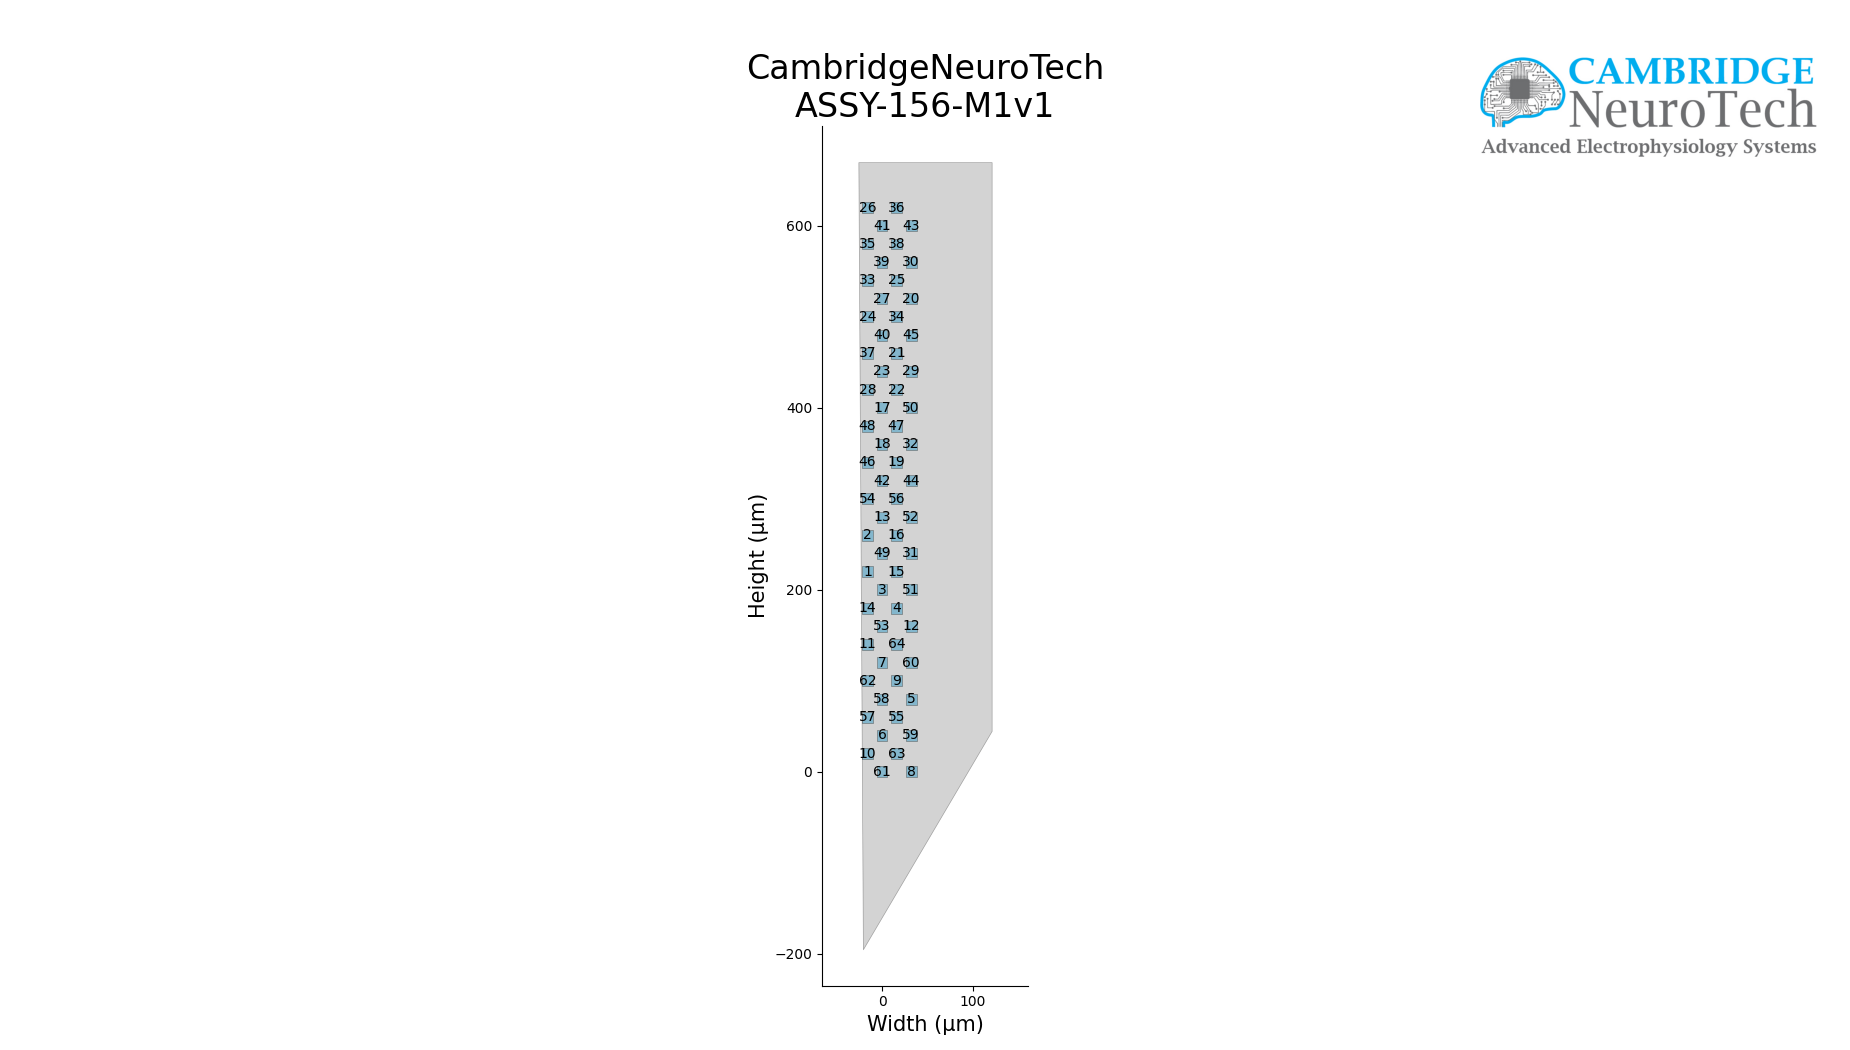 CambridgeNeuroTech
ASSY-156-M1v1
CAMBRIDGE
NeuroTech
Advanced Electrophysiology Systems
26 36
600 41 43
35 38
39 30
33 25
27 20
24 34
40 45
37 21
23 29
28 22
400 17 50
48 47
18 32
46 19
42 44
54 56
13 52
2 16
49 31
1 15
200 3 51
14 4
53 12
11 64
7 60
62 9
58 5
57 55
6 59
10 63
0 61 8
−200
Height (μm)
0 100
Width (μm)